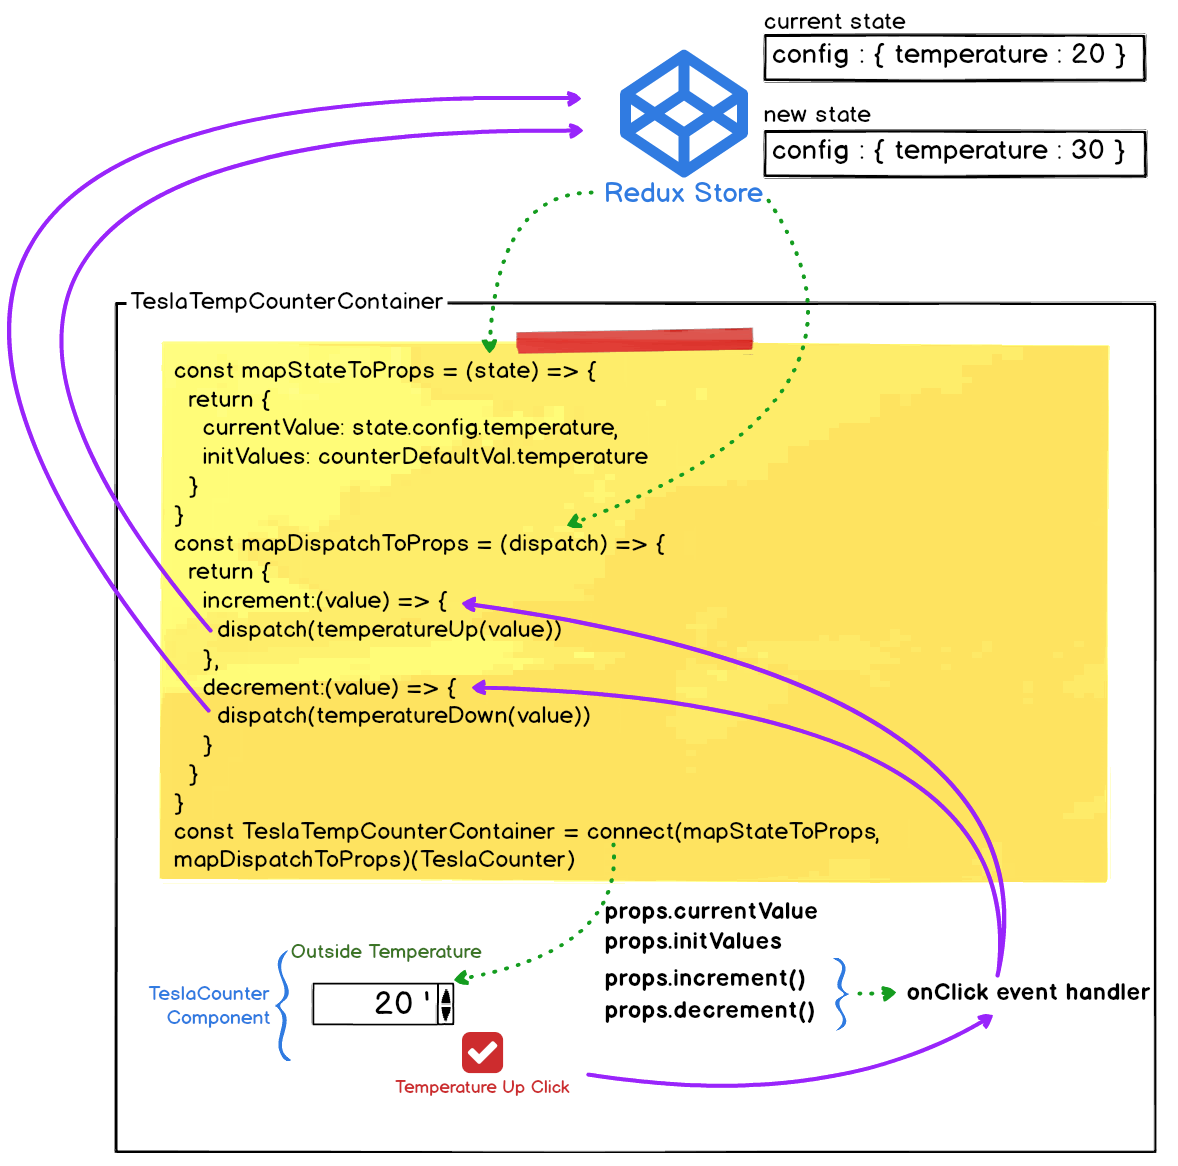 current state
config : { temperature : 20 }
new state
config : { temperature : 30 }
Redux Store
TeslaTempCounterContainer
const mapStateToProps = (state) => {
return {
currentValue: state.config.temperature,
initValues: counterDefaultVal.temperature
}
}
const mapDispatchToProps = (dispatch) => {
return {
increment:(value) => {
dispatch(temperatureUp(value))
},
decrement:(value) => {
dispatch(temperatureDown(value))
}
}
}
const TeslaTempCounterContainer = connect(mapStateToProps,
mapDispatchToProps)(TeslaCounter)
props.currentValue
props.initValues
props.increment()
props.decrement()
onClick event handler
Outside Temperature
TeslaCounter
Component
20 '
Temperature Up Click